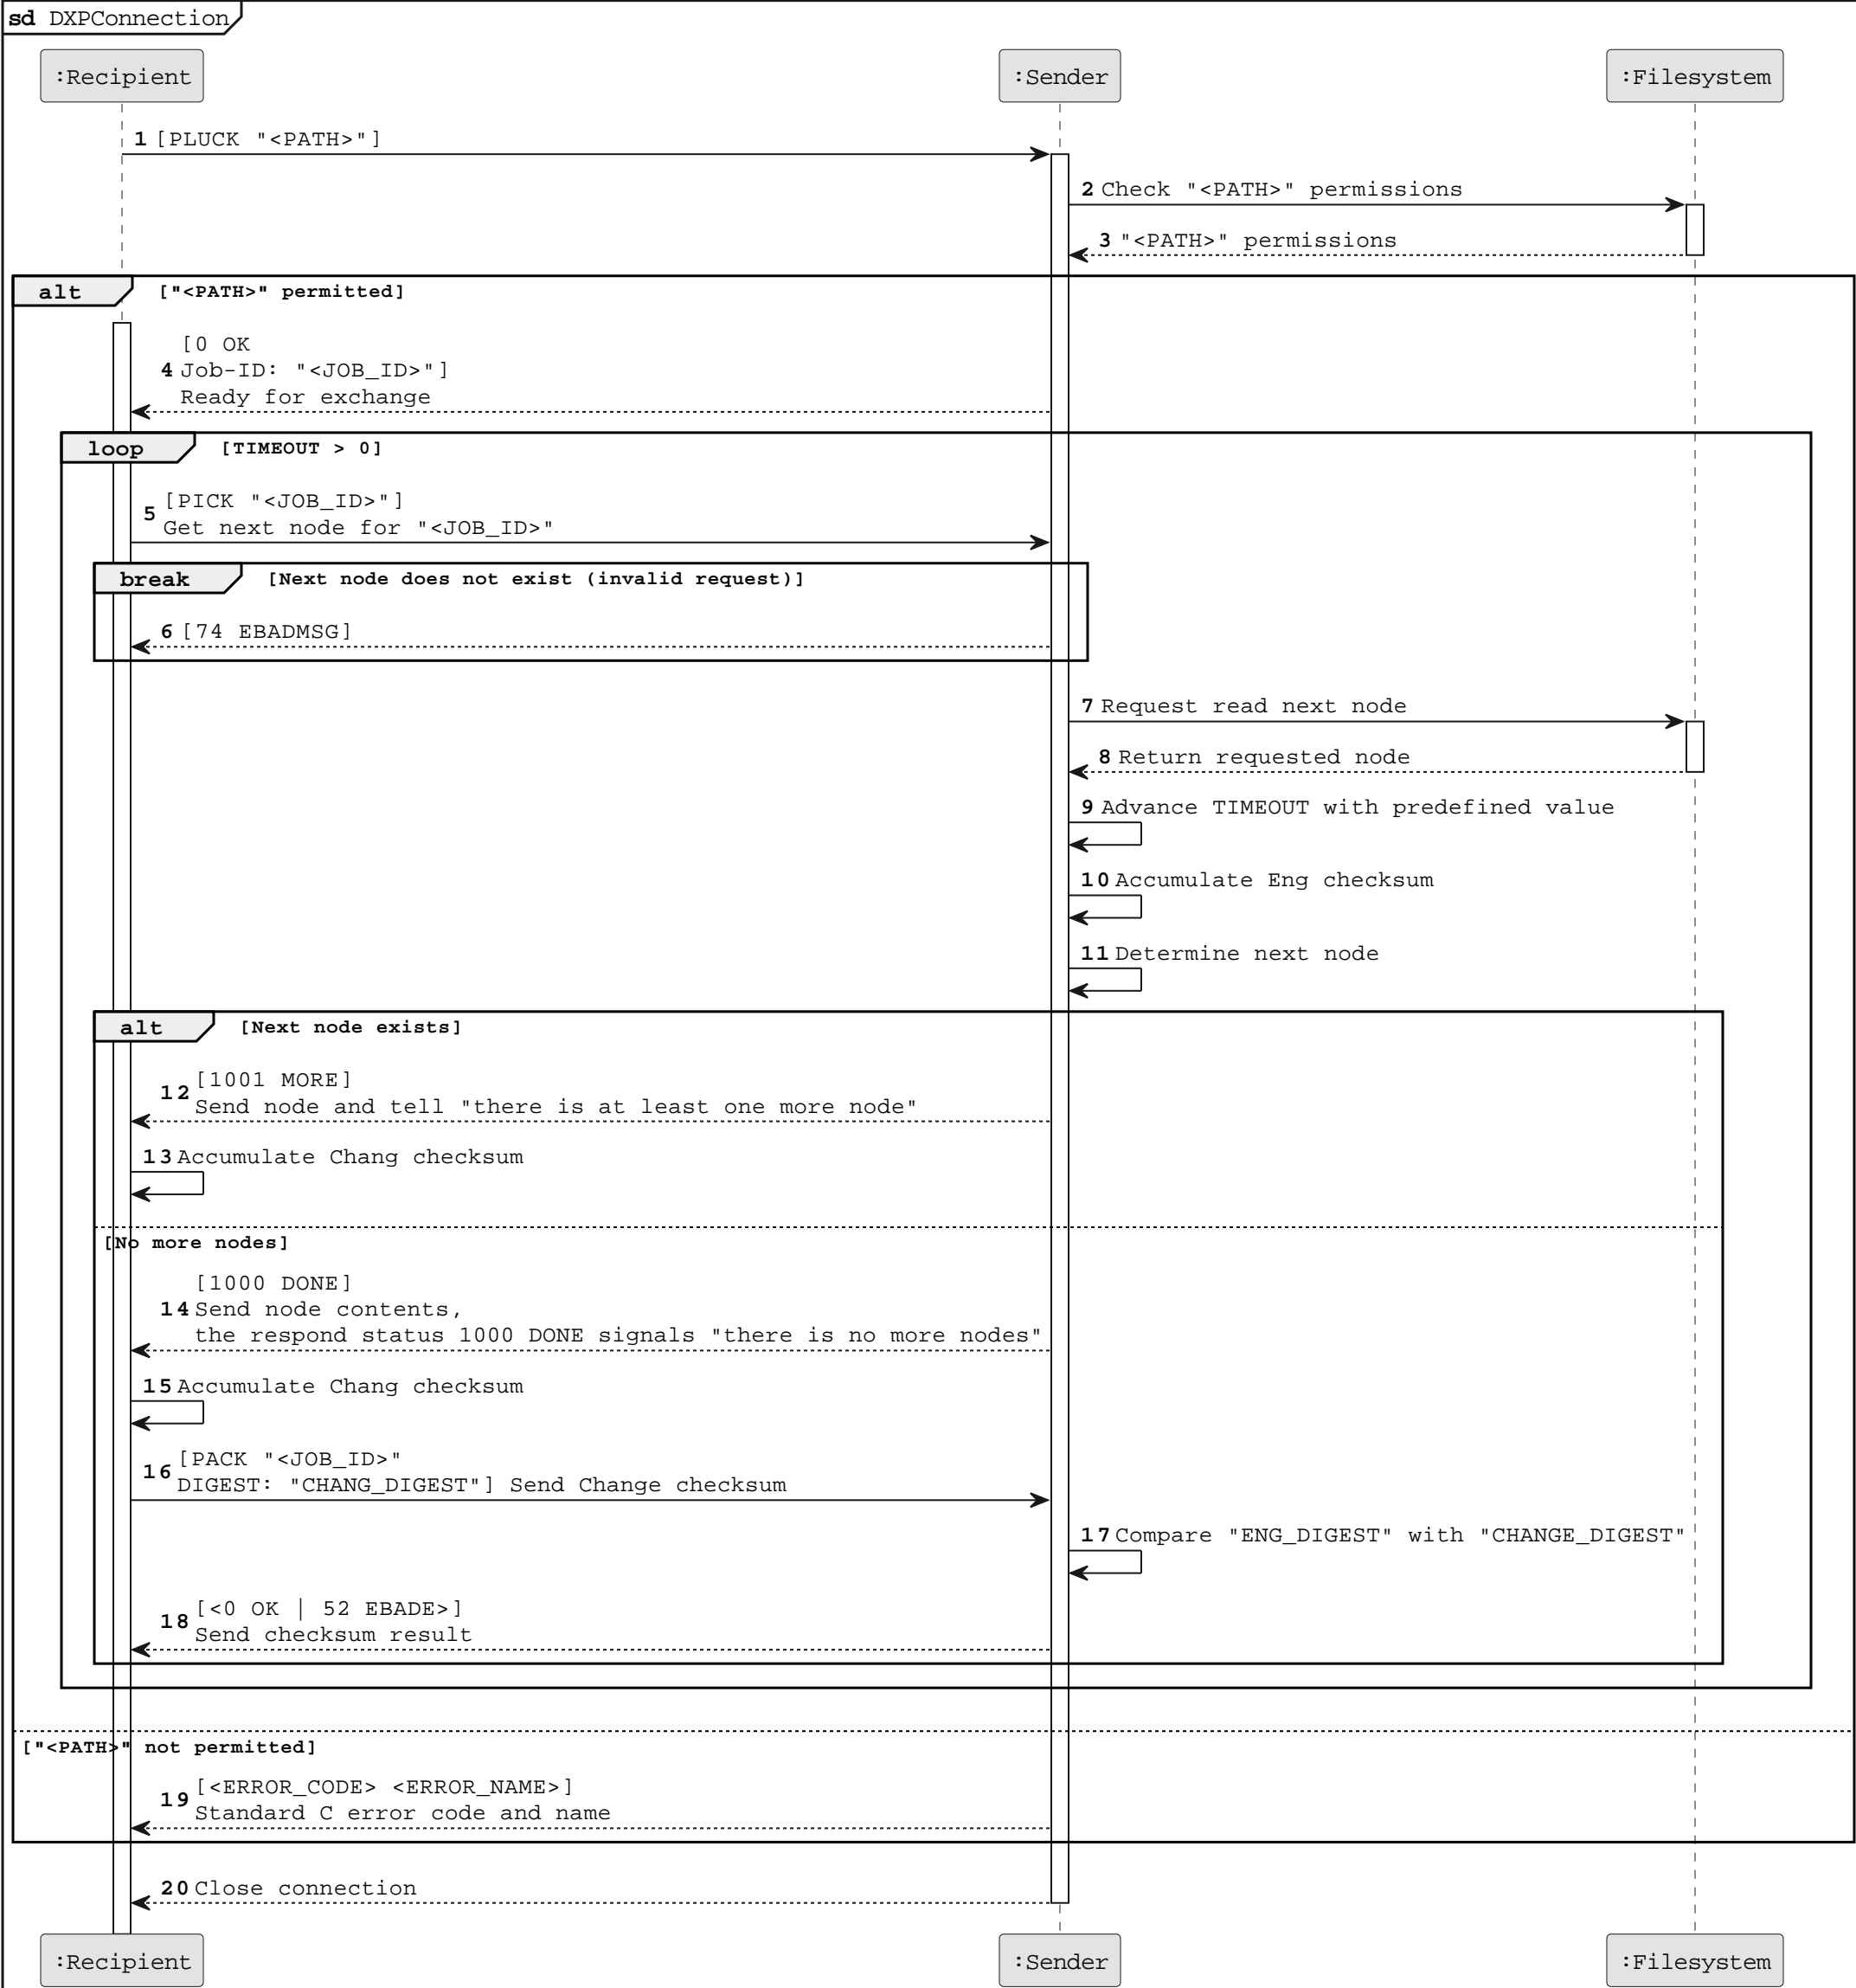 sd DXPConnection
:Recipient
:Sender
:Filesystem
1 [PLUCK "<PATH>"]
2 Check "<PATH>" permissions
3 "<PATH>" permissions
alt ["<PATH>" permitted]
[0 OK
4 Job-ID: "<JOB_ID>"]
Ready for exchange
loop [TIMEOUT > 0]
5 [PICK "<JOB_ID>"]
Get next node for "<JOB_ID>"
break [Next node does not exist (invalid request)]
6 [74 EBADMSG]
7 Request read next node
8 Return requested node
9 Advance TIMEOUT with predefined value
10 Accumulate Eng checksum
11 Determine next node
alt [Next node exists]
12 [1001 MORE]
Send node and tell "there is at least one more node"
13 Accumulate Chang checksum
[No more nodes]
[1000 DONE]
14 Send node contents,
the respond status 1000 DONE signals "there is no more nodes"
15 Accumulate Chang checksum
16 [PACK "<JOB_ID>"
DIGEST: "CHANG_DIGEST"] Send Change checksum
17 Compare "ENG_DIGEST" with "CHANGE_DIGEST"
18 [<0 OK | 52 EBADE>]
Send checksum result
["<PATH>" not permitted]
19 [<ERROR_CODE> <ERROR_NAME>]
Standard C error code and name
20 Close connection
:Recipient
:Sender
:Filesystem